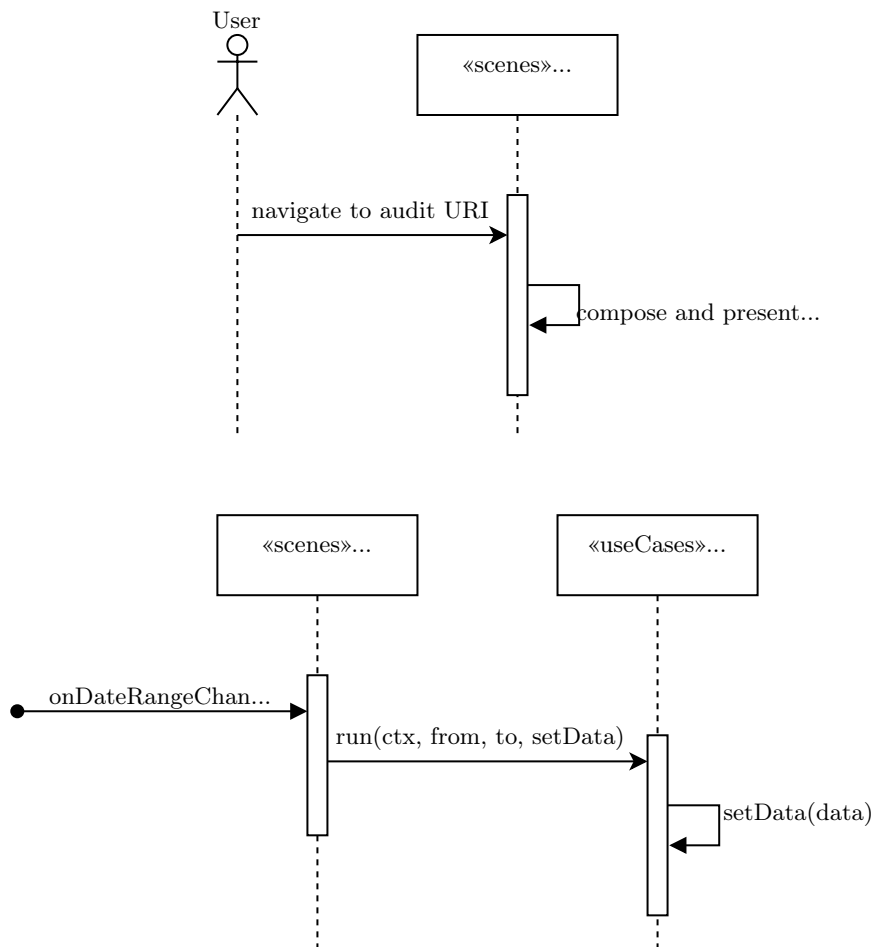 User
«scenes»...
navigate to audit URI
compose and present...
«scenes»...
«useCases»...
onDateRangeChan...
run(ctx, from, to, setData)
setData(data)